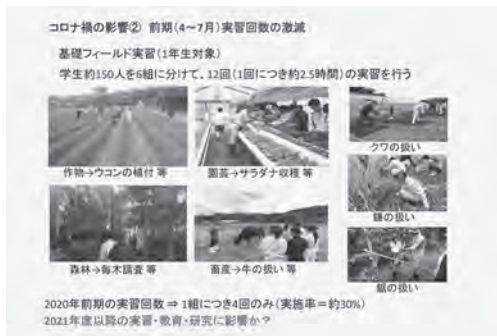 コロナ禍の影響② 前期(4~7月)実習回数の激減
基礎フィールド実習(1年生対象)
学生約150人を6組に分けて、12回(1回につき約2.5時間)の実習を行う
作物→ウコンの植付 等
園芸→サラダナ収穫 等
クワの扱い
鎌の扱い
森林→毎木調査 等
畜産→牛の扱い 等
鋸の扱い
2020年前期の実習回数 ⇒ 1組につき4回のみ(実施率=約30%)
2021年度以降の実習・教育・研究に影響か?